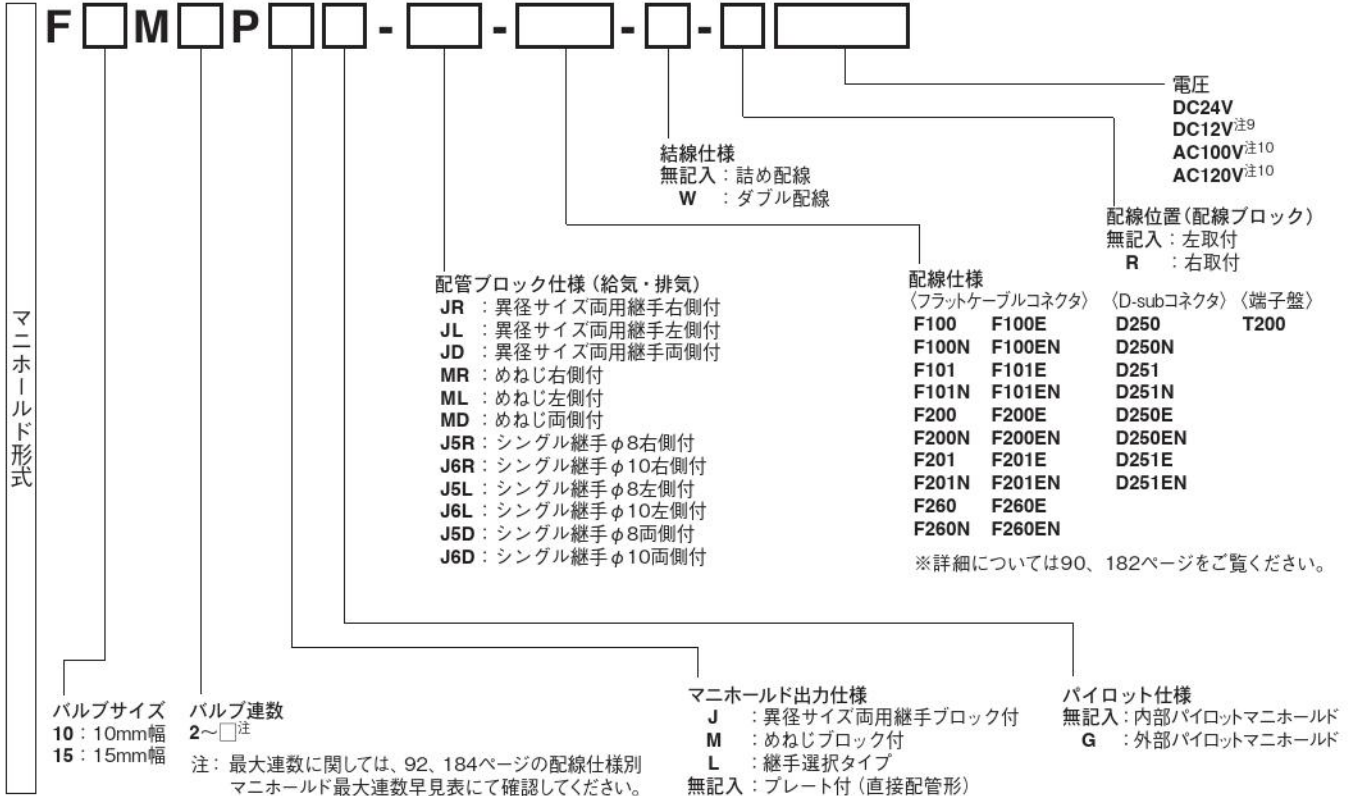 F□M□P□□-□-□-□-□□
電圧
DC24V
DC12V注9
AC100V注10
AC120V注10
結線仕様
無記入：詰め配線
W：ダブル配線
配線位置（配線ブロック）
無記入：左取付
R：右取付
配管ブロック仕様（給気・排気）
JR：異径サイズ両用継手右側付
JL：異径サイズ両用継手左側付
JD：異径サイズ両用継手両側付
MR：めねじ右側付
ML：めねじ左側付
MD：めねじ両側付
J5R：シングル継手φ8右側付
J6R：シングル継手φ10右側付
J5L：シングル継手φ8左側付
J6L：シングル継手φ10左側付
J5D：シングル継手φ8両側付
J6D：シングル継手φ10両側付
配線仕様
〈フラットケーブルコネクタ〉 〈D-subコネクタ〉 〈端子盤〉
F100 F100E D250 T200
F100N F100EN D250N
F101 F101E D251
F101N F101EN D251N
F200 F200E D250E
F200N F200EN D250EN
F201 F201E D251E
F201N F201EN D251EN
F260 F260E
F260N F260EN
※詳細については90、182ページをご覧ください。
マニホールド形式
バルブサイズ
10：10mm幅
15：15mm幅
バルブ連数
2～□注
注：最大連数に関しては、92、184ページの配線仕様別
マニホールド最大連数早見表にて確認してください。
マニホールド出力仕様
J：異径サイズ両用継手ブロック付
M：めねじブロック付
L：継手選択タイプ
無記入：プレート付（直接配管形）
パイロット仕様
無記入：内部パイロットマニホールド
G：外部パイロットマニホールド